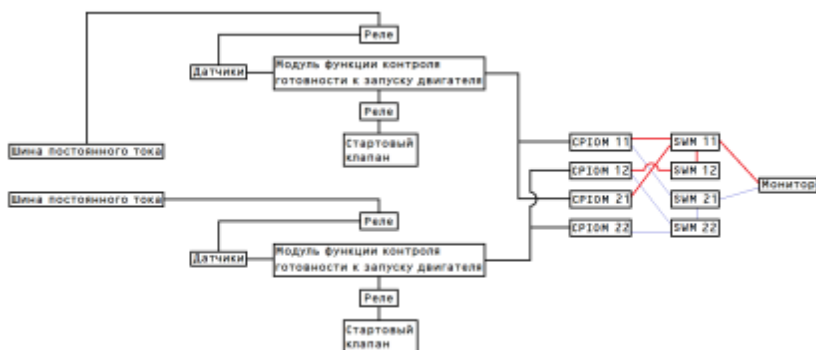 Реле
Датчики
Модуль функции контроля
готовности к запуску двигателя
Реле
Стартовый
клапан
Шина постоянного тока
CPIOM 11
SWM 11
CPIOM 12
SWM 12
Монитор
CPIOM 21
SWM 21
Шина постоянного тока
Реле
CPIOM 22
SWM 22
Датчики
Модуль функции контроля
готовности к запуску двигателя
Реле
Стартовый
клапан